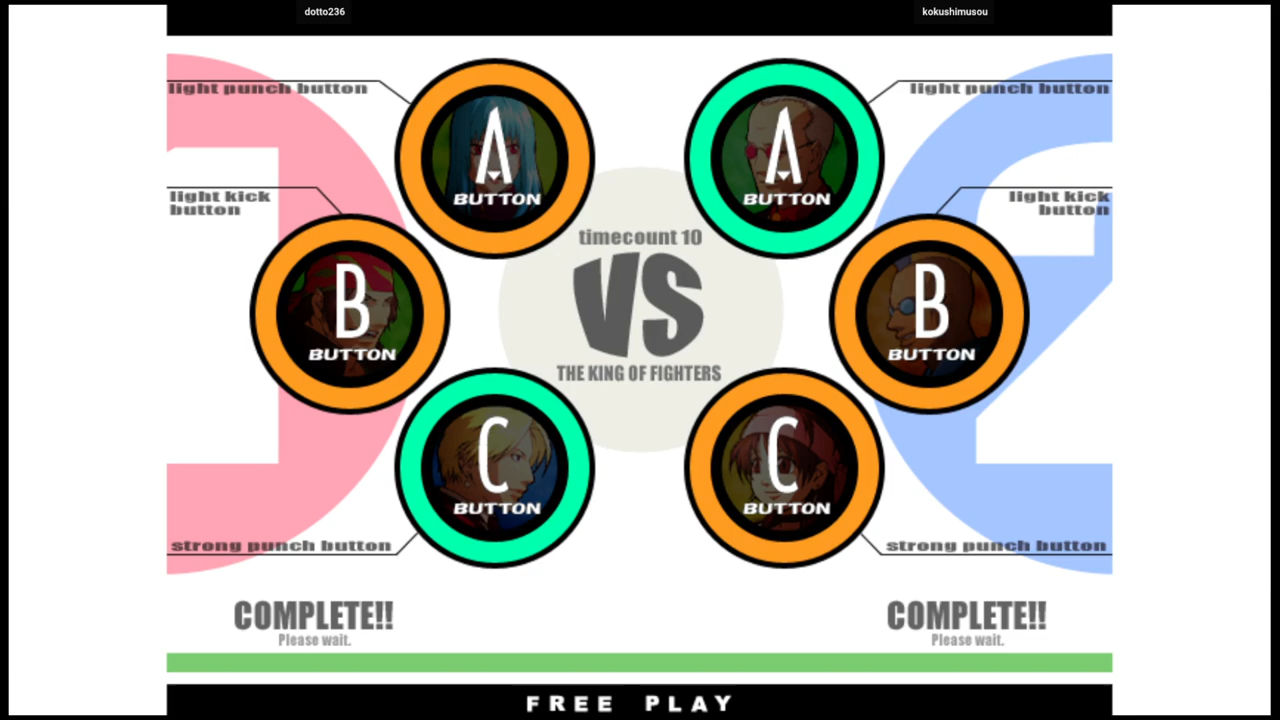 dotto236
kokushimusou
light punch button
A
BUTTON
A
BUTTON
light punch button
light kick
button
B
BUTTON
timecount 10
VS
THE KING OF FIGHTERS
light kick
button
B
BUTTON
C
BUTTON
C
BUTTON
strong punch button
strong punch button
COMPLETE!!
Please wait.
COMPLETE!!
Please wait.
FREE PLAY